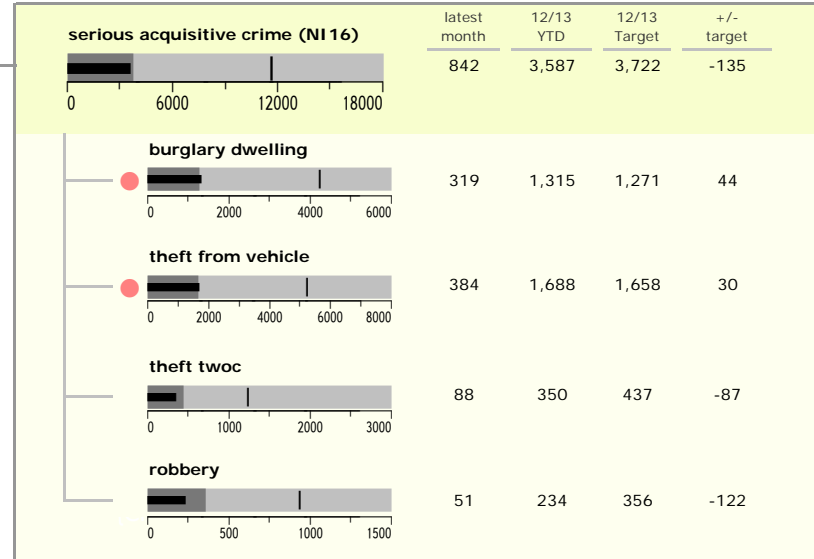 latest 12/13 12/13 +/-
month YTD Target target
serious acquisitive crime (NI16)
842 3,587 3,722 -135
0 6000 12000 18000
burglary dwelling
319 1,315 1,271 44
0 2000 4000 6000
theft from vehicle
384 1,688 1,658 30
0 2000 4000 6000 8000
theft twoc
88 350 437 -87
0 1000 2000 3000
robbery
51 234 356 -122
0 500 1000 1500